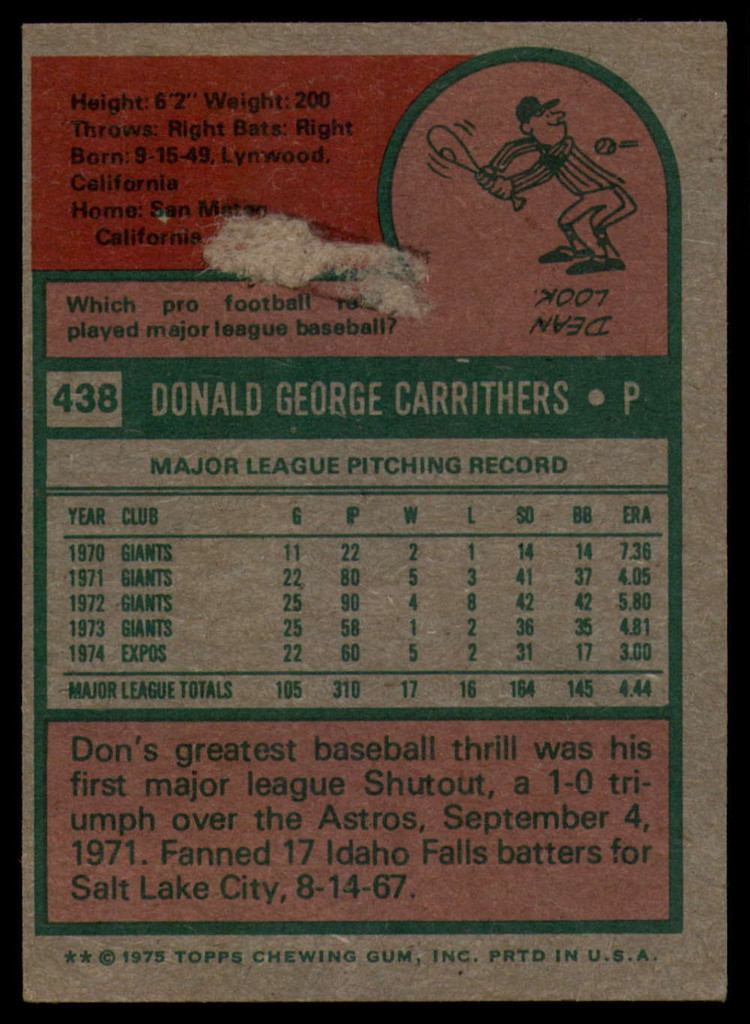 Height: 6'2" Weight: 200
Throws: Right Bats: Right
Born: 9-15-49, Lynwood,
California
Home: San Mateo
California
Which pro football
played major league baseball?
DEAN
LOOK.
438 DONALD GEORGE CARRITHERS • P
MAJOR LEAGUE PITCHING RECORD
YEAR CLUB G IP W L SO BB ERA
1970 GIANTS 11 22 2 1 14 14 7.36
1971 GIANTS 22 80 5 3 41 37 4.05
1972 GIANTS 25 90 4 8 42 42 5.80
1973 GIANTS 25 58 1 2 36 35 4.81
1974 EXPOS 22 60 5 2 31 17 3.00
MAJOR LEAGUE TOTALS 105 310 17 16 164 145 4.44
Don's greatest baseball thrill was his
first major league Shutout, a 1-0 tri-
umph over the Astros, September 4,
1971. Fanned 17 Idaho Falls batters for
Salt Lake City, 8-14-67.
** © 1975 TOPPS CHEWING GUM, INC. PRTD IN U.S.A.